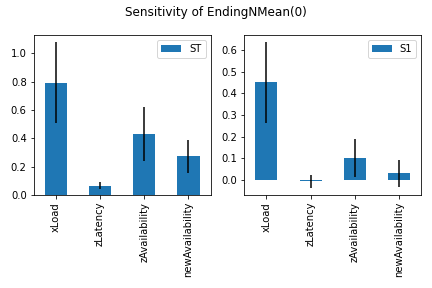 Sensitivity of EndingNMean(0)
ST
1.0
0.8
0.6
0.4
0.2
0.0
xLoad
zLatency
zAvailability
newAvailability
S1
0.6
0.5
0.4
0.3
0.2
0.1
0.0
xLoad
zLatency
zAvailability
newAvailability